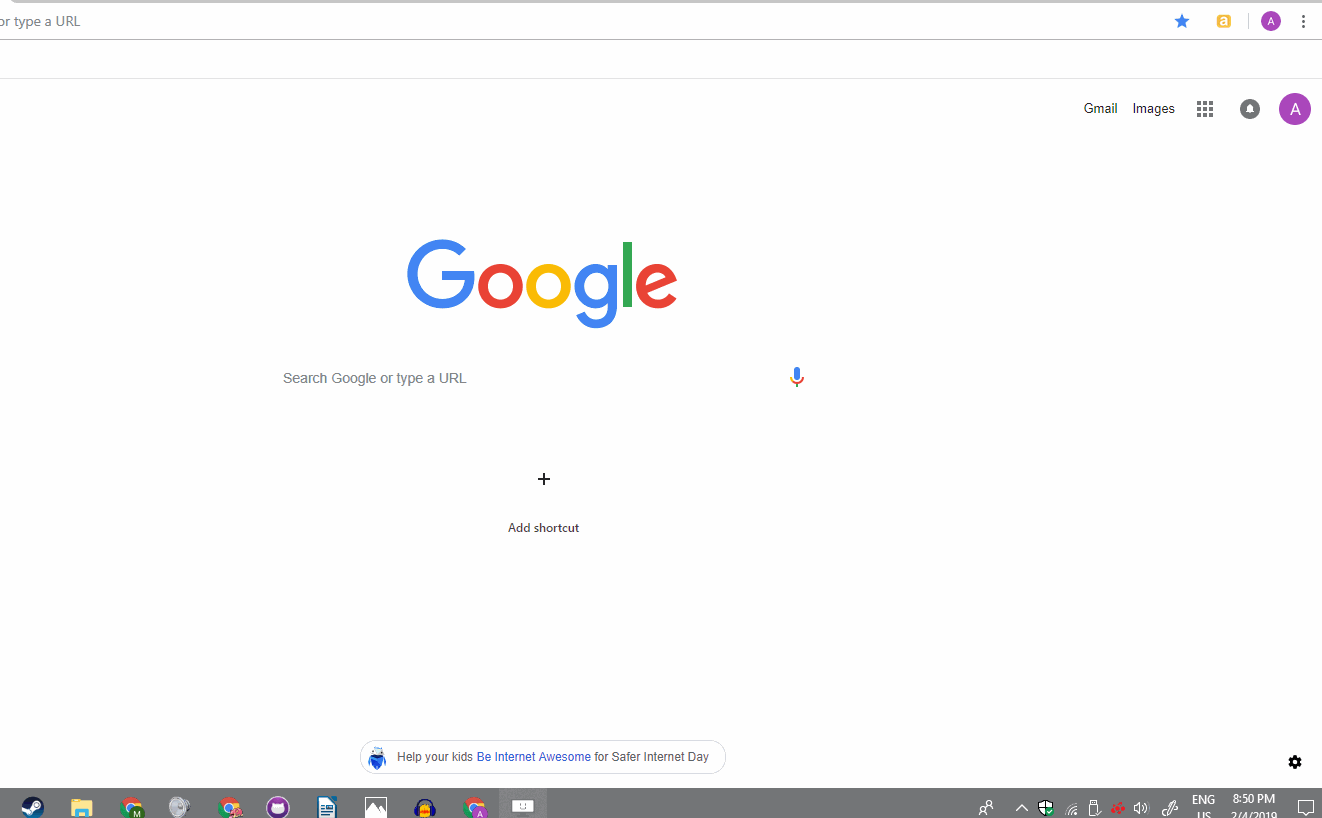 or type a URL
a
A
Gmail
Images
A
Google
Search Google or type a URL
Add shortcut
Help your kids Be Internet Awesome for Safer Internet Day
M
A
ENG
US
8:50 PM
2/4/2019